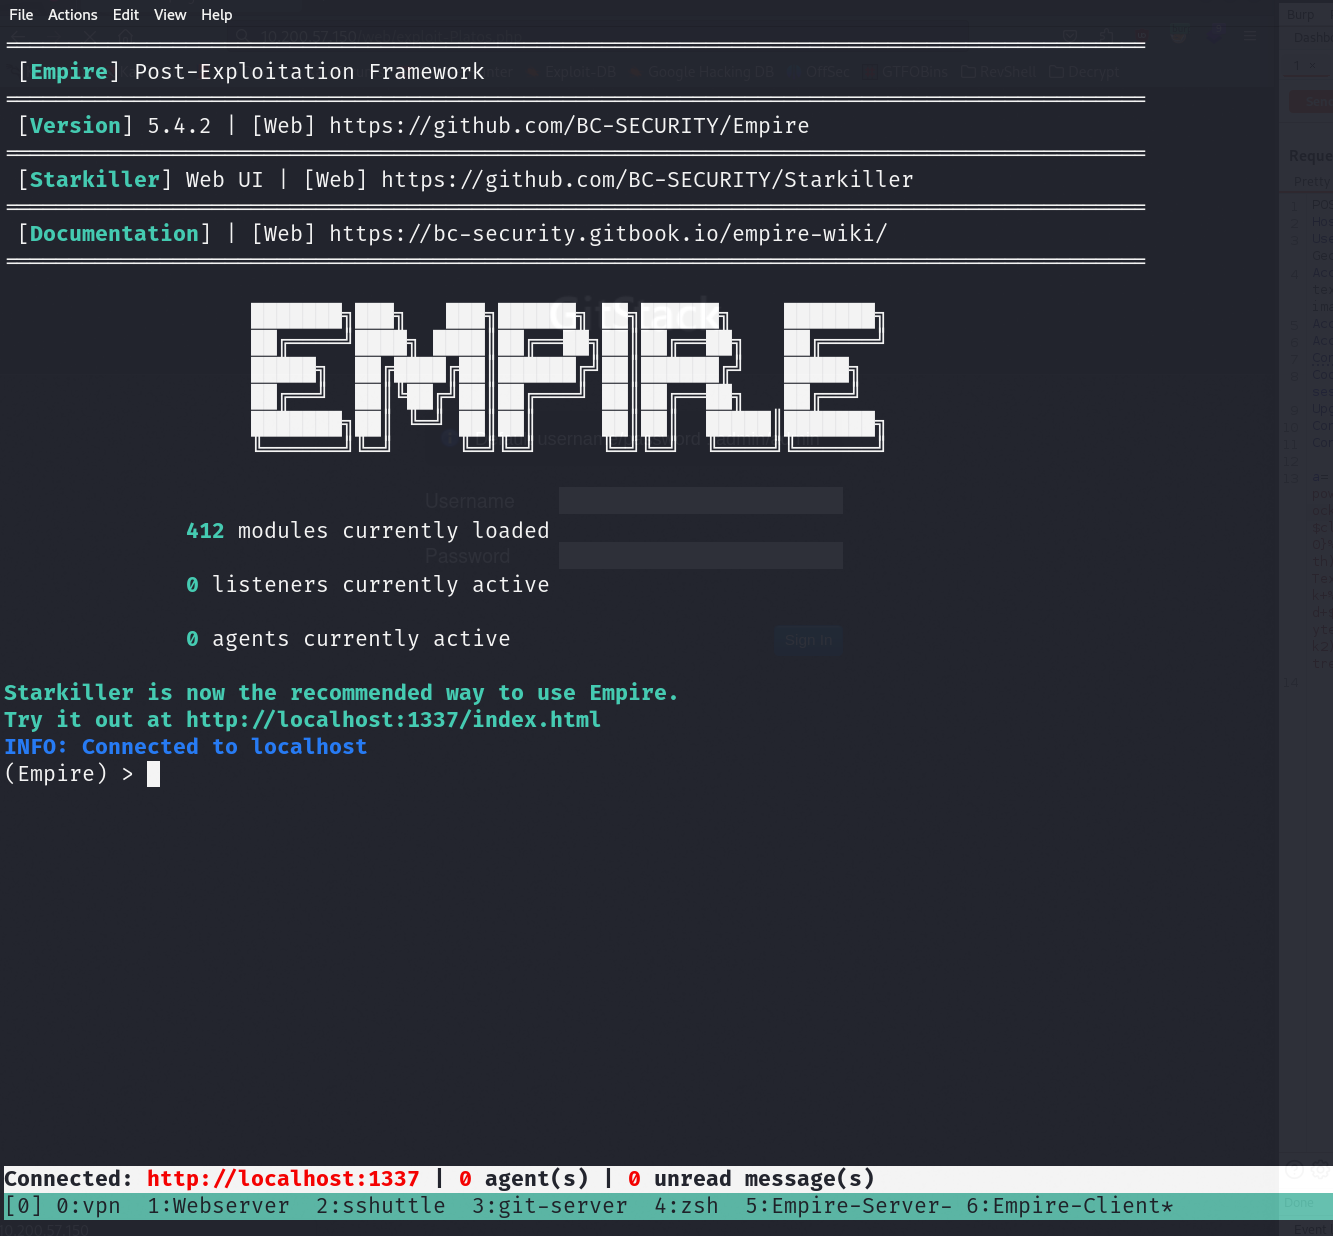 File Actions Edit View Help
[Empire] Post-Exploitation Framework
[Version] 5.4.2 | [Web] https://github.com/BC-SECURITY/Empire
[Starkiller] Web UI | [Web] https://github.com/BC-SECURITY/Starkiller
[Documentation] | [Web] https://bc-security.gitbook.io/empire-wiki/
EMPIRE
GitStack
Username
412 modules currently loaded
Password
0 listeners currently active
0 agents currently active
Sign in
Starkiller is now the recommended way to use Empire.
Try it out at http://localhost:1337/index.html
INFO: Connected to localhost
(Empire) >
Connected: http://localhost:1337 | 0 agent(s) | 0 unread message(s)
[0] 0:vpn 1:Webserver 2:sshuttle 3:git-server 4:zsh 5:Empire-Server- 6:Empire-Client*